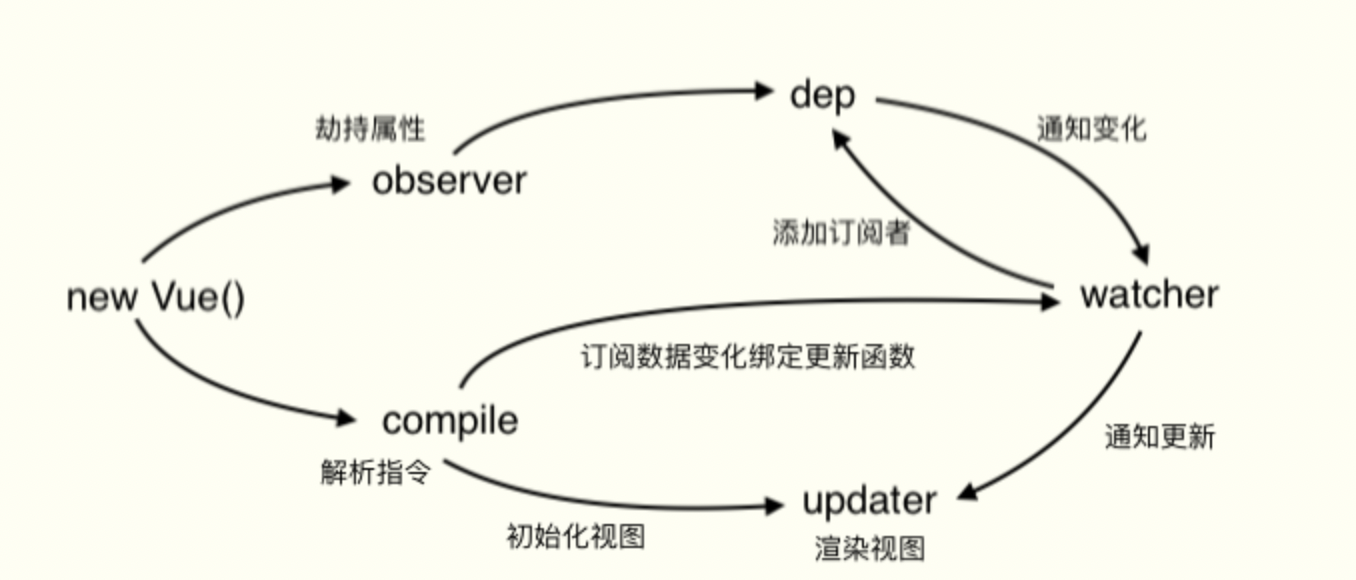 dep
劫持属性
通知变化
observer
添加订阅者
new Vue()
watcher
订阅数据变化绑定更新函数
compile
通知更新
解析指令
updater
初始化视图
渲染视图